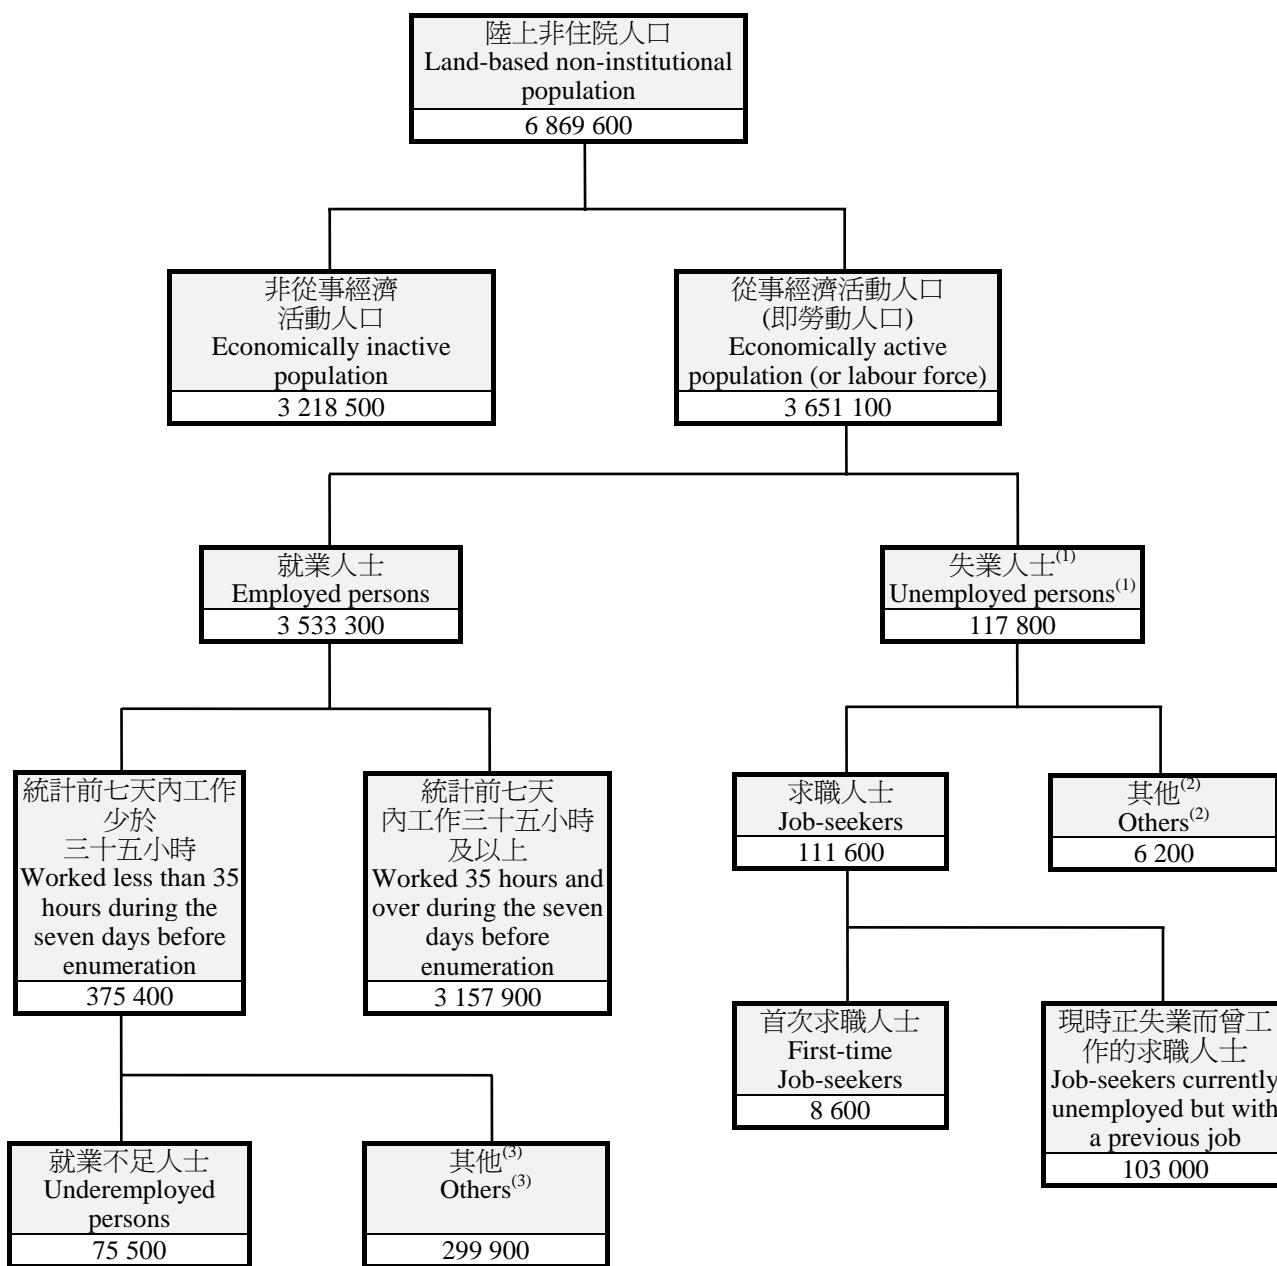 陸上非住院人口
Land-based non-institutional
population
6 869 600
非從事經濟
活動人口
Economically inactive
population
3 218 500
從事經濟活動人口
(即勞動人口)
Economically active
population (or labour force)
3 651 100
就業人士
Employed persons
3 533 300
失業人士(1)
Unemployed persons(1)
117 800
統計前七天內工作
少於
三十五小時
Worked less than 35
hours during the
seven days before
enumeration
375 400
統計前七天
內工作三十五小時
及以上
Worked 35 hours and
over during the seven
days before
enumeration
3 157 900
求職人士
Job-seekers
111 600
其他(2)
Others(2)
6 200
首次求職人士
First-time
Job-seekers
8 600
現時正失業而曾工
作的求職人士
Job-seekers currently
unemployed but with
a previous job
103 000
就業不足人士
Underemployed
persons
75 500
其他(3)
Others(3)
299 900